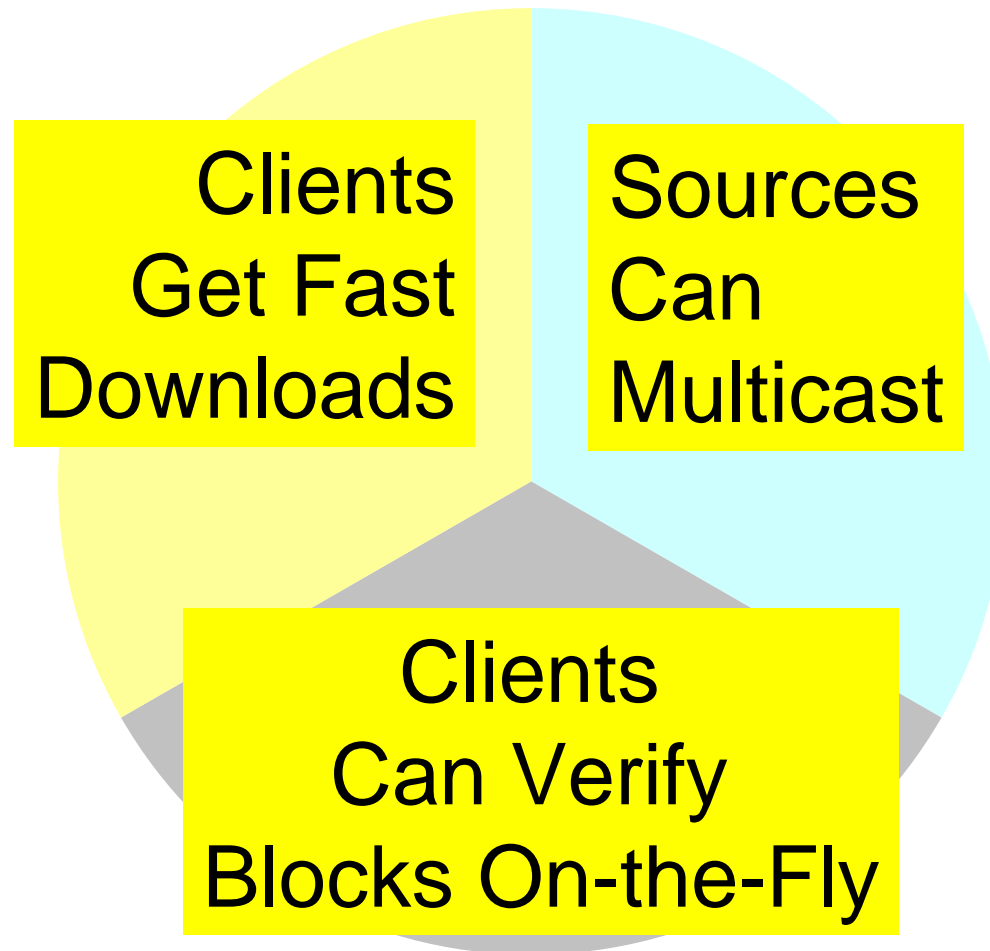 Clients
Get Fast
Downloads
Sources
Can
Multicast
Clients
Can Verify
Blocks On-the-Fly